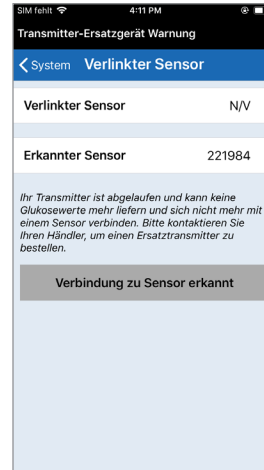 SIM fehlt 4:11 PM
Transmitter-Ersatzgerät Warnung
System Verlinkter Sensor
Verlinkter Sensor N/V
Erkannter Sensor 221984
Ihr Transmitter ist abgelaufen und kann keine
Glukosewerte mehr liefern und sich nicht mehr mit
einem Sensor verbinden. Bitte kontaktieren Sie
Ihren Händler, um einen Ersatztransmitter zu
bestellen.
Verbindung zu Sensor erkannt